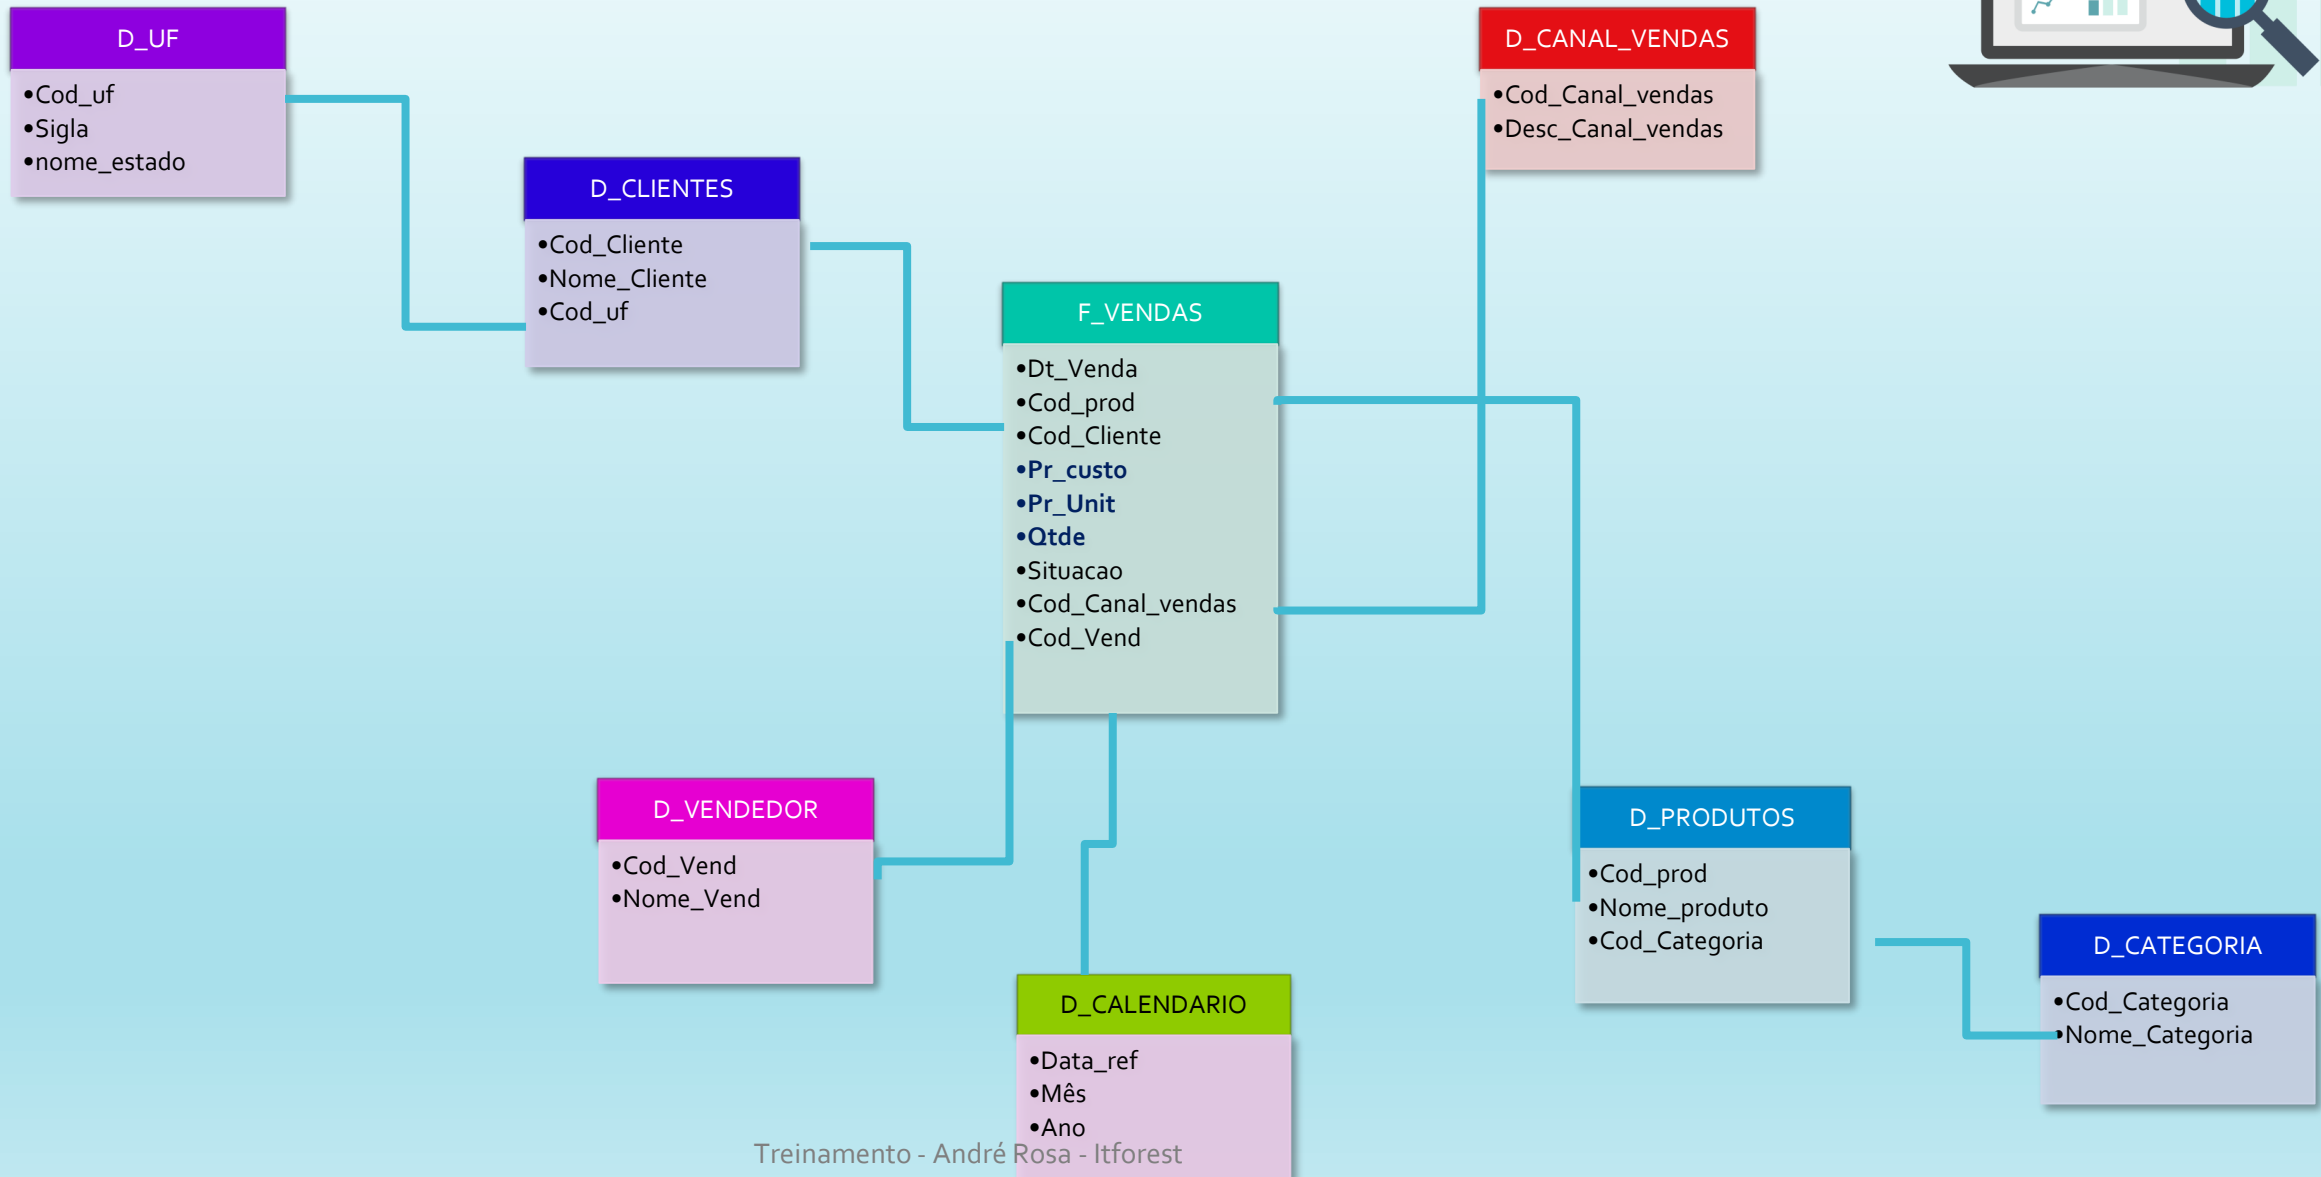 D_UF
•Cod_uf
•Sigla
•nome_estado
D_CLIENTES
•Cod_Cliente
•Nome_Cliente
•Cod_uf
F_VENDAS
•Dt_Venda
•Cod_prod
•Cod_Cliente
•Pr_custo
•Pr_Unit
•Qtde
•Situacao
•Cod_Canal_vendas
•Cod_Vend
D_CANAL_VENDAS
•Cod_Canal_vendas
•Desc_Canal_vendas
D_VENDEDOR
•Cod_Vend
•Nome_Vend
D_CALENDARIO
•Data_ref
•Mês
•Ano
D_PRODUTOS
•Cod_prod
•Nome_produto
•Cod_Categoria
D_CATEGORIA
•Cod_Categoria
•Nome_Categoria
Treinamento - André Rosa - Itforest